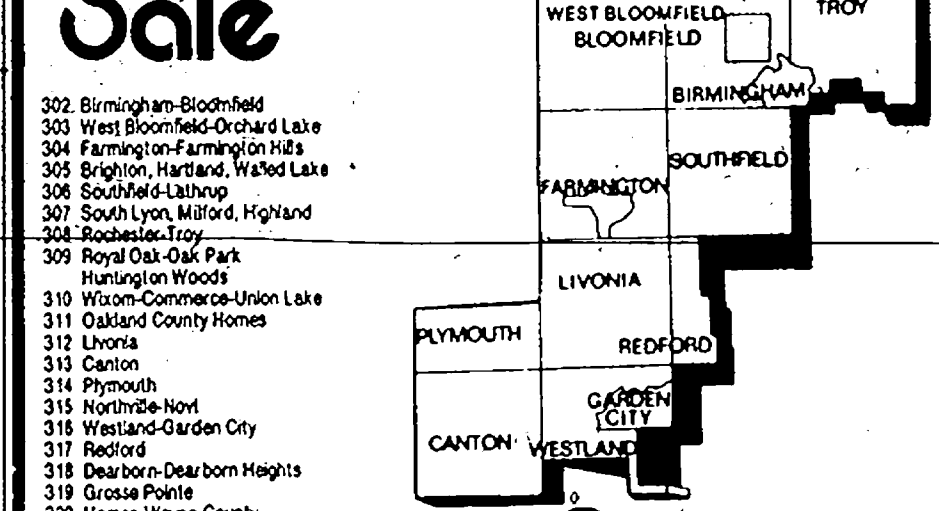 Sale
302 Birmingham-Bloomfield
303 West Bloomfield-Orchard Lake
304 Farmington-Farmington Hills
305 Brighton, Hartland, Walled Lake
306 Southfield-Lathrup
307 South Lyon, Milford, Highland
308 Rochester-Troy
309 Royal Oak-Oak Park
Huntington Woods
310 Wixom-Commerce-Union Lake
311 Oakland County Homes
312 Livonia
313 Canton
314 Plymouth
315 Northville-Novi
316 Westland-Garden City
317 Redford
318 Dearborn-Dearborn Heights
319 Grosse Pointe
320 Homes-Wayne County
WEST BLOOMFIELD
TROY
BLOOMFIELD
BIRMINGHAM
SOUTHFIELD
FARMINGTON
LIVONIA
PLYMOUTH
REDFORD
GARDEN
CITY
CANTON
WESTLAND